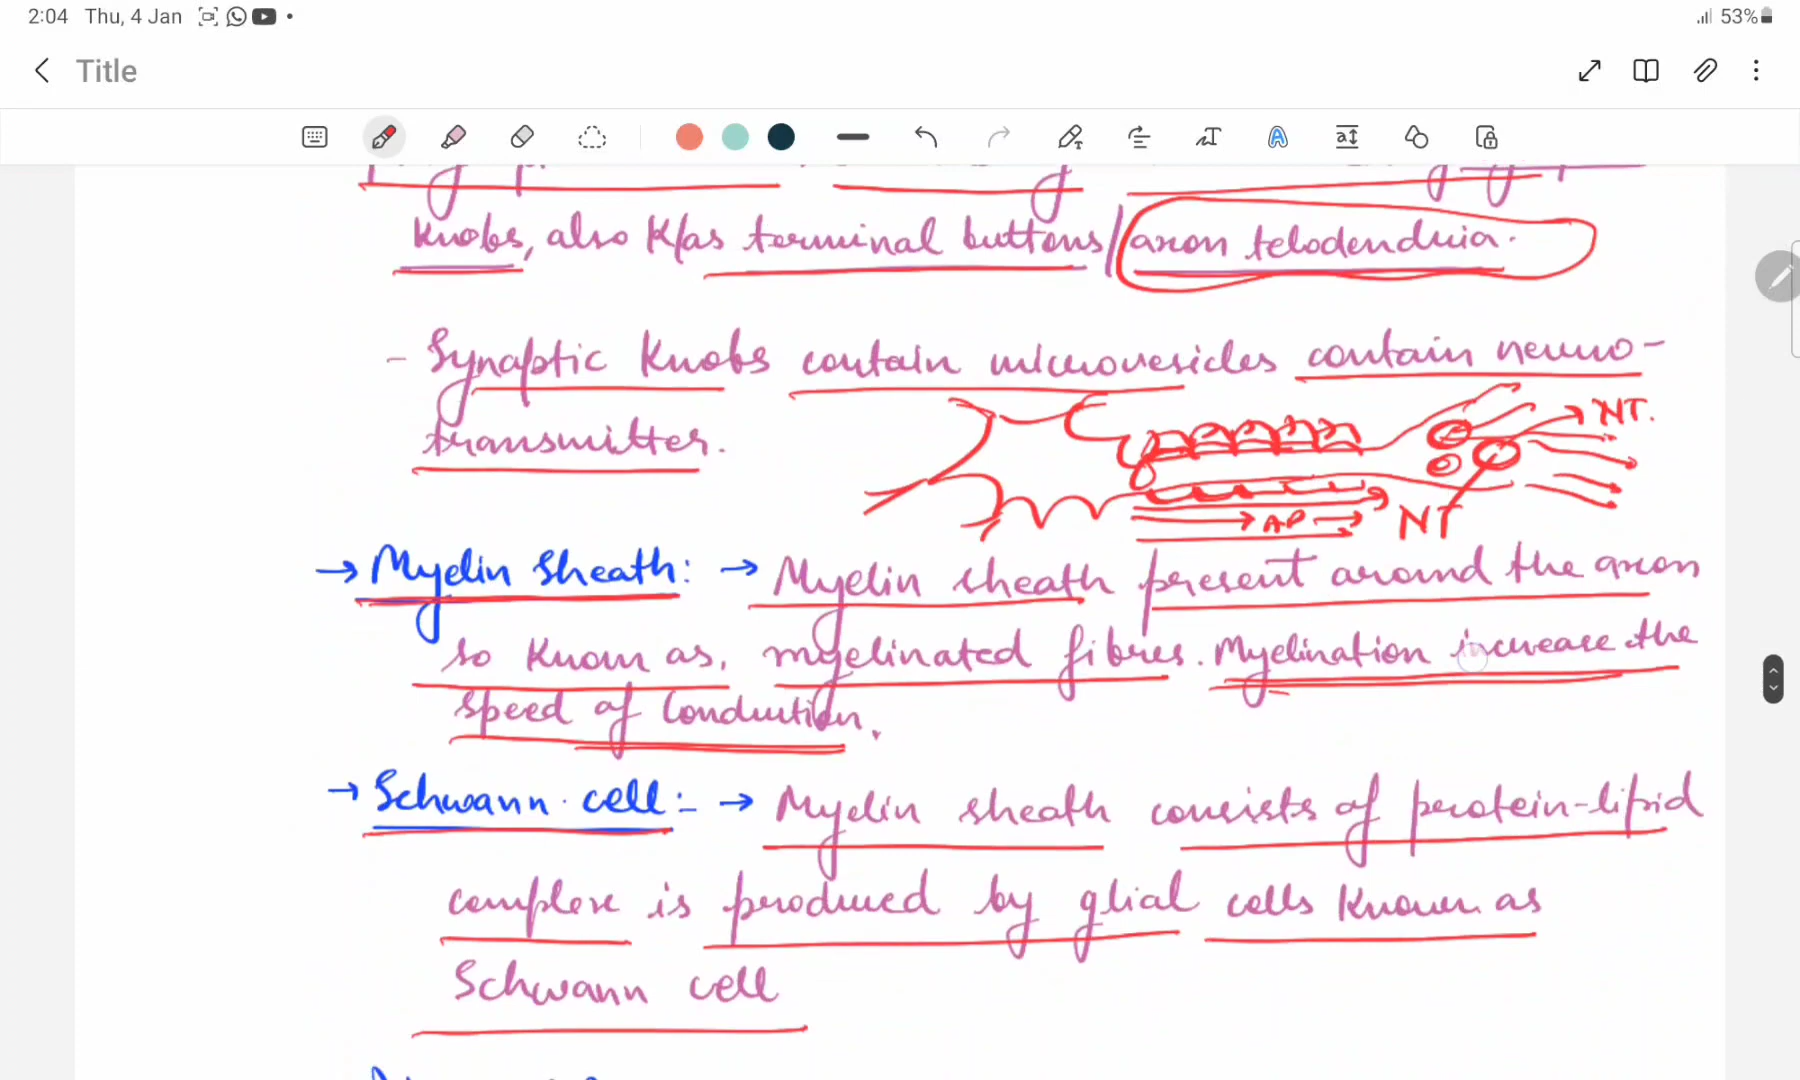 2:04 Thu, 4 Jan
53%
Title
Knobs, also K/as terminal buttons/axon telodendria.
- Synaptic Knobs contain microvesicles contain neuro-
transmitter.
NT.
AP
NT
→ Myelin Sheath: → Myelin sheath present around the axon
so known as, myelinated fibres. Myelination increase the
speed of Conduction.
→ Schwann cell:- → Myelin sheath consists of protein-lipid
complex is produced by glial cells known as
Schwann cell